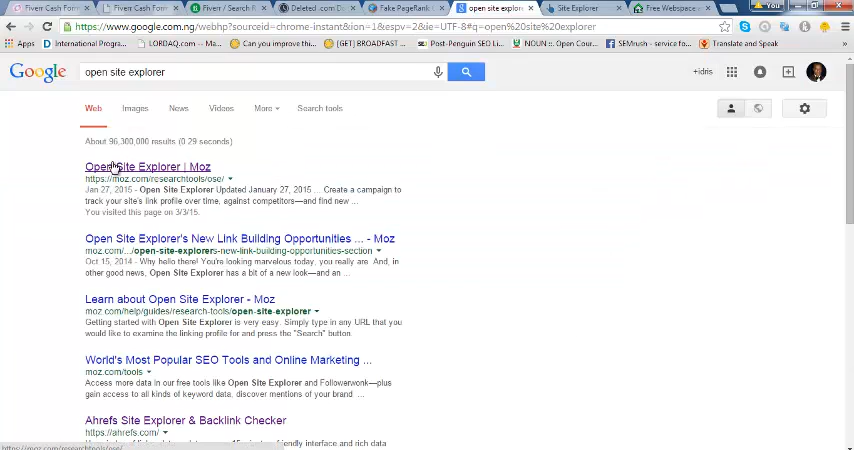 Fiverr Cash Form
Fiverr Cash Form
Fiverr / Search R
Deleted .com D
Fake PageRank
open site explor
Site Explorer
Free Webspace
You
https://www.google.com.ng/webhp?sourceid=chrome-instant&ion=1&espv=2&ie=UTF-8#q=open%20site%20explorer
Apps
International Progra...
LORDAQ.com -- Ma...
Can you improve thi...
[GET] BROADCAST ...
Post-Penguin SEO Li...
NOUN :: Open Cour...
SEMrush - service fo...
Translate and Speak
Google
open site explorer
+idris
Web Images News Videos More Search tools
About 96,300,000 results (0.29 seconds)
Open Site Explorer | Moz
https://moz.com/researchtools/ose/
Jan 27, 2015 - Open Site Explorer Updated January 27, 2015 ... Create a campaign to
track your site's link profile over time, against competitors—and find new ...
You visited this page on 3/3/15.
Open Site Explorer's New Link Building Opportunities ... - Moz
moz.com/.../open-site-explorers-new-link-building-opportunities-section
Oct 15, 2014 - Why hello there! You're looking marvelous today, you really are. And, in
other good news, Open Site Explorer has a bit of a new look—and an ...
Learn about Open Site Explorer - Moz
moz.com/help/guides/research-tools/open-site-explorer
Getting started with Open Site Explorer is very easy. Simply type in any URL that you
would like to examine the linking profile for and press the "Search" button.
World's Most Popular SEO Tools and Online Marketing ...
moz.com/tools
Access more data in our free tools like Open Site Explorer and Followerwonk—plus
gain access to all kinds of keyword data, discover mentions of your brand ...
Ahrefs Site Explorer & Backlink Checker
https://ahrefs.com/
friendly interface and rich data
https://moz.com/researchtools/ose/